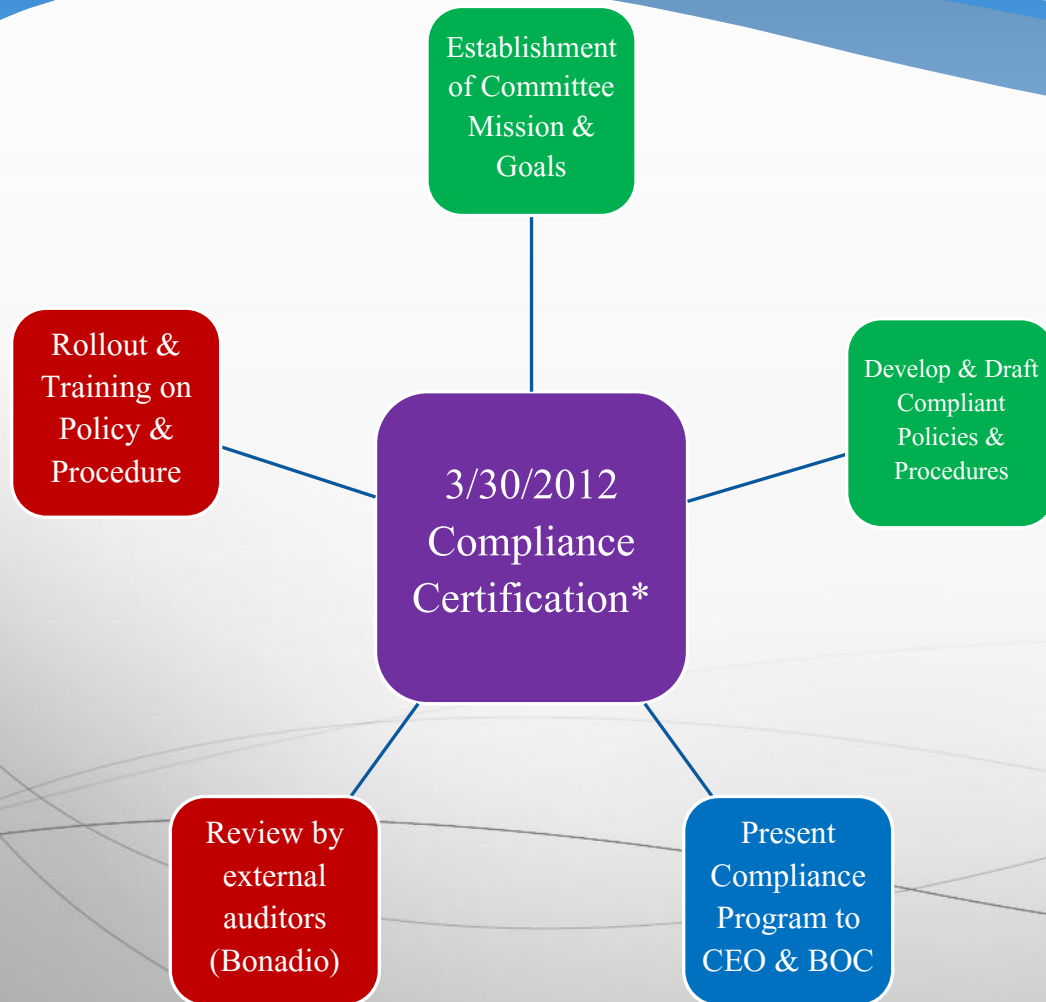 Establishment
of Committee
Mission &
Goals
Rollout &
Training on
Policy &
Procedure
Develop & Draft
Compliant
Policies &
Procedures
3/30/2012
Compliance
Certification*
Review by
external
auditors
(Bonadio)
Present
Compliance
Program to
CEO & BOC